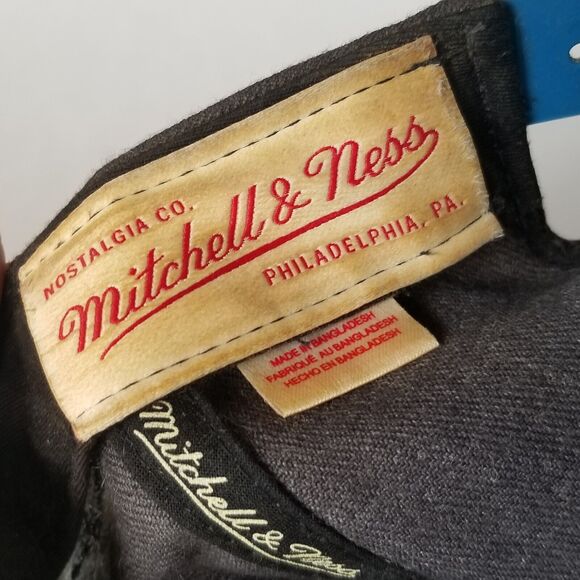 NOSTALGIA CO.
Mitchell & Ness
PHILADELPHIA, PA.
MADE IN BANGLADESH
FABRIQUÉ AU BANGLADESH
HECHO EN BANGLADESH
Mitchell & Ness